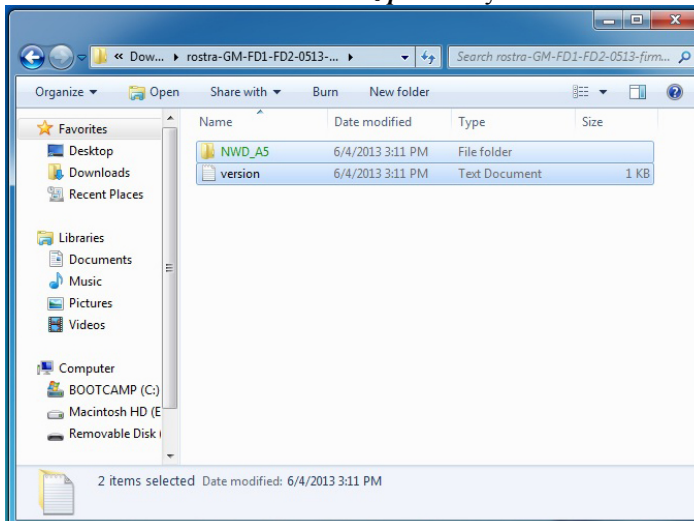 « Dow... ▸ rostra-GM-FD1-FD2-0513-... ▸ Search rostra-GM-FD1-FD2-0513-firm...
Organize Open Share with Burn New folder
Favorites
Desktop
Downloads
Recent Places
Libraries
Documents
Music
Pictures
Videos
Computer
BOOTCAMP (C:)
Macintosh HD (E
Removable Disk (
Name Date modified Type Size
NWD_A5 6/4/2013 3:11 PM File folder
version 6/4/2013 3:11 PM Text Document 1 KB
2 items selected Date modified: 6/4/2013 3:11 PM